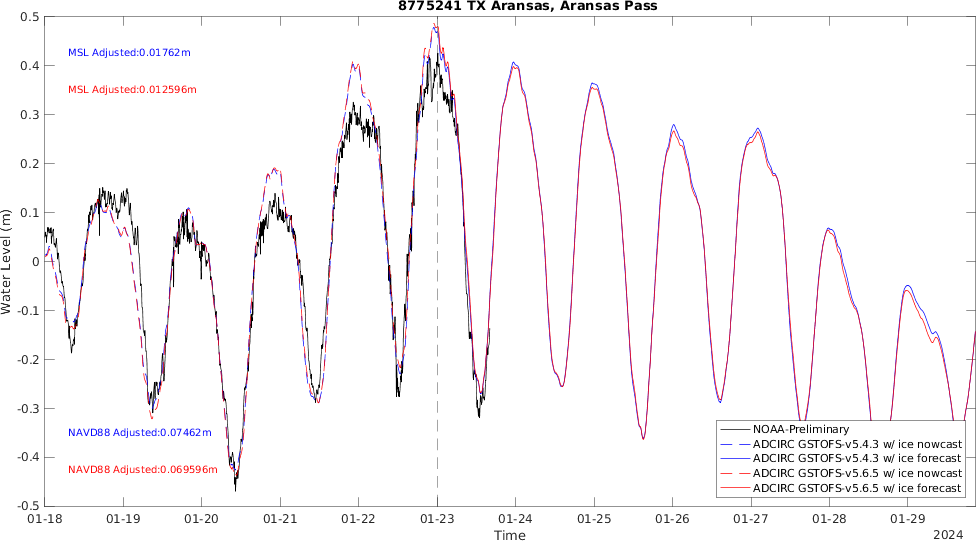 8775241 TX Aransas, Aransas Pass
0.5
0.4
0.3
0.2
0.1
0
-0.1
-0.2
-0.3
-0.4
-0.5
Water Level (m)
MSL Adjusted:0.01762m
MSL Adjusted:0.012596m
NAVD88 Adjusted:0.07462m
NAVD88 Adjusted:0.069596m
NOAA-Preliminary
ADCIRC GSTOFS-v5.4.3 w/ ice nowcast
ADCIRC GSTOFS-v5.4.3 w/ ice forecast
ADCIRC GSTOFS-v5.6.5 w/ ice nowcast
ADCIRC GSTOFS-v5.6.5 w/ ice forecast
01-18 01-19 01-20 01-21 01-22 01-23 01-24 01-25 01-26 01-27 01-28 01-29
Time
2024